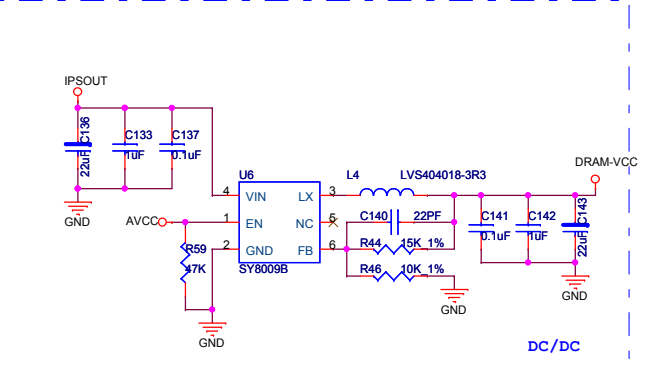 IPSOUT
C136
22uF
C133
1uF
C137
0.1uF
GND
U6
4 VIN LX 3
1 EN NC 5
2 GND FB 6
SY8009B
AVCC
R59
47K
GND
L4 LVS404018-3R3
C140 22PF
R44 15K_1%
R46 10K_1%
GND
DRAM-VCC
C141
0.1uF
C142
1uF
C143
22uF
GND
DC/DC